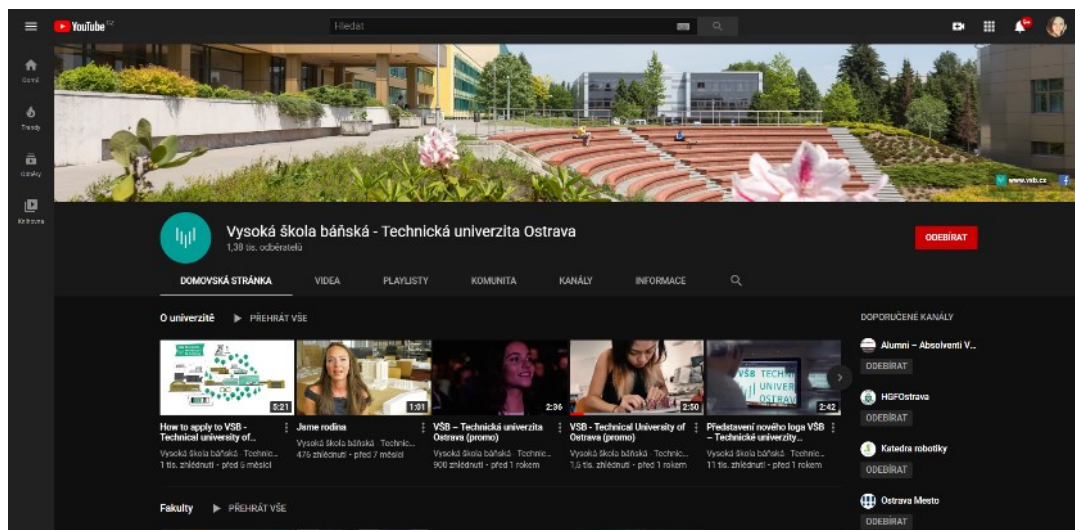 YouTube CZ
Hledat
9+
Domů
Trendy
Odběry
Knihovna
www.vsb.cz
Vysoká škola báňská - Technická univerzita Ostrava
1,38 tis. odběratelů
ODEBÍRAT
DOMOVSKÁ STRÁNKA VIDEA PLAYLISTY KOMUNITA KANÁLY INFORMACE
O univerzitě PŘEHRÁT VŠE
DOPORUČENÉ KANÁLY
5:21
How to apply to VSB -
Technical university of...
Vysoká škola báňská - Technic...
1 tis. zhlédnutí - před 5 měsíci
1:01
Jsme rodina
Vysoká škola báňská - Technic...
476 zhlédnutí - před 7 měsíci
2:36
VŠB – Technická univerzita
Ostrava (promo)
Vysoká škola báňská - Technic...
900 zhlédnutí - před 1 rokem
2:50
VSB - Technical University of
Ostrava (promo)
Vysoká škola báňská - Technic...
1,5 tis. zhlédnutí - před 1 rokem
VŠB TECHNI
UNIVER
OSTRAV
2:42
Představení nového loga VŠB
– Technické univerzity...
Vysoká škola báňská - Technic...
11 tis. zhlédnutí - před 1 rokem
Alumni – Absolventi V...
ODEBÍRAT
HGFOstrava
ODEBÍRAT
Katedra robotiky
ODEBÍRAT
Ostrava Mesto
ODEBÍRAT
Fakulty PŘEHRÁT VŠE